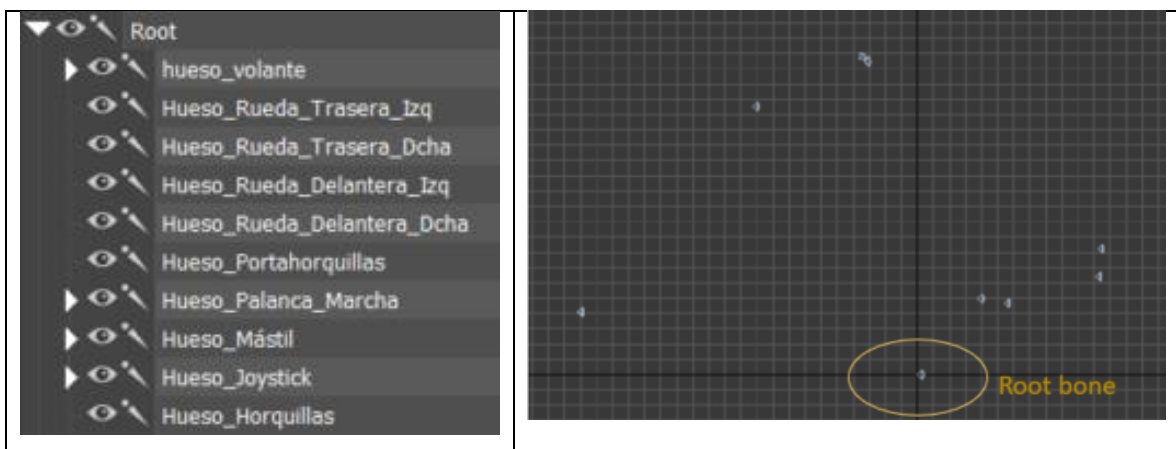 Root
hueso_volante
Hueso_Rueda_Trasera_Izq
Hueso_Rueda_Trasera_Dcha
Hueso_Rueda_Delantera_Izq
Hueso_Rueda_Delantera_Dcha
Hueso_Portahorquillas
Hueso_Palanca_Marcha
Hueso_Mástil
Hueso_Joystick
Hueso_Horquillas
Root bone